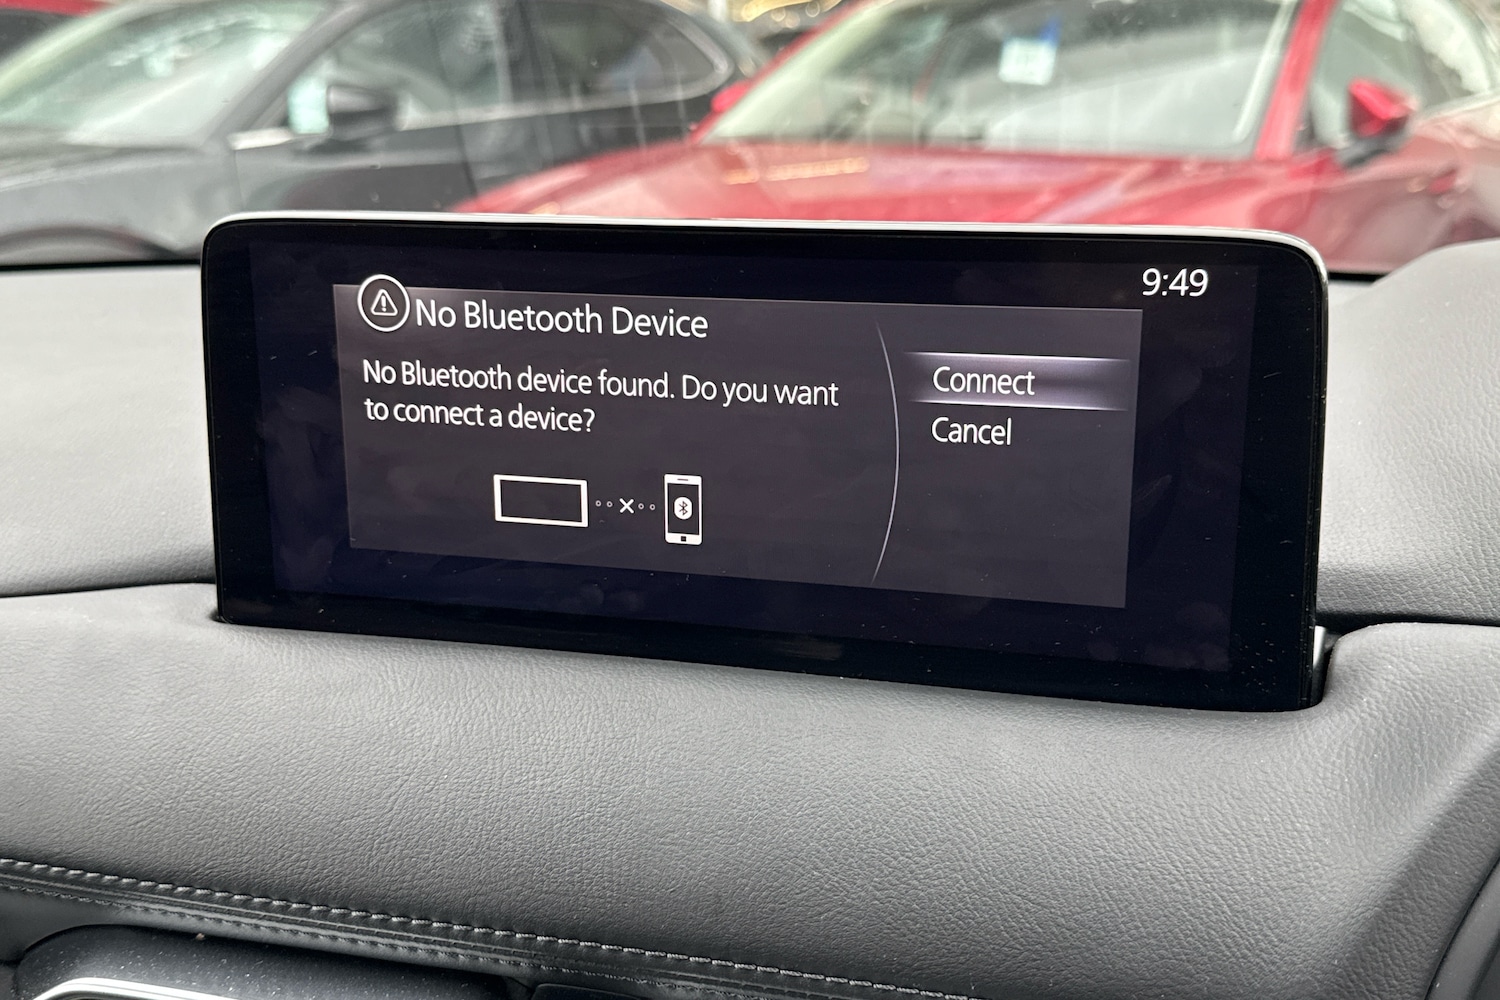 9:49
No Bluetooth Device
No Bluetooth device found. Do you want
to connect a device?
Connect
Cancel